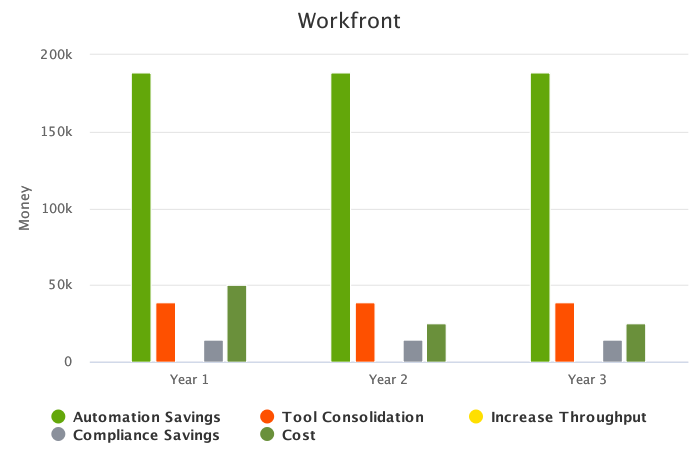 Workfront
200k
150k
100k
50k
0
Money
Year 1 Year 2 Year 3
Automation Savings Tool Consolidation Increase Throughput
Compliance Savings Cost